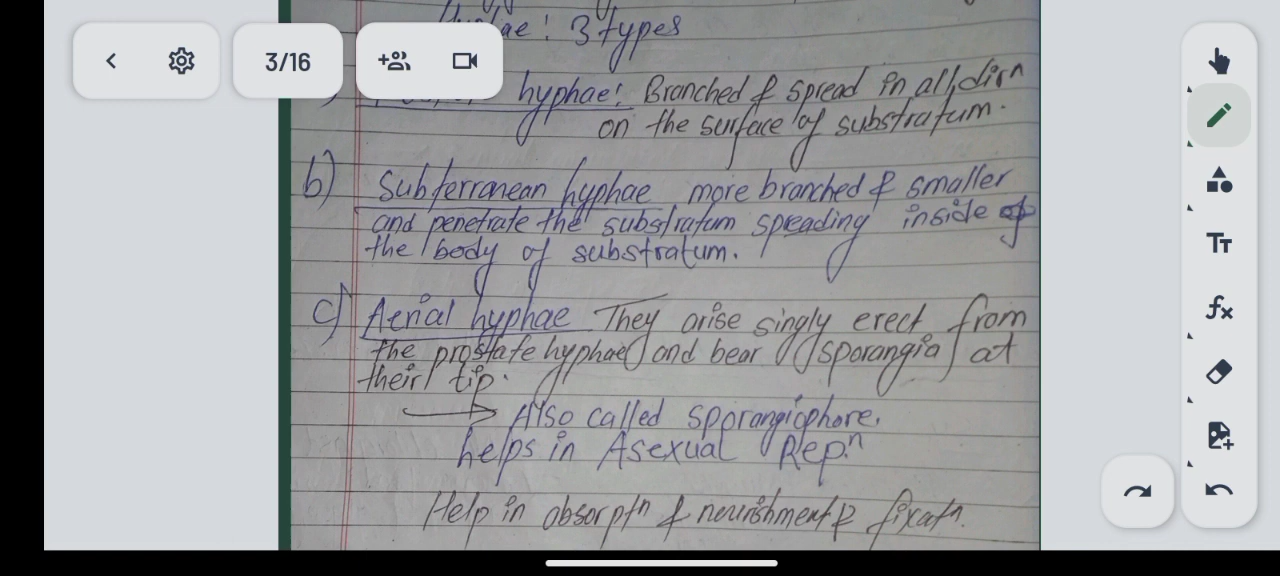 3/16
ae! 3 types
hyphae: Branched & spread in all dirn
on the surface of substratum.
b) Subterranean hyphae more branched & smaller
and penetrate the substratum spreading inside of
the body of substratum.
c) Aerial hyphae They arise singly erect from
the prostate hyphae and bear sporangia at
their tip.
→ Also called sporangiophore.
helps in Asexual Rep.n
Help in absorptn & nourishment & fixatn.
TT
fx